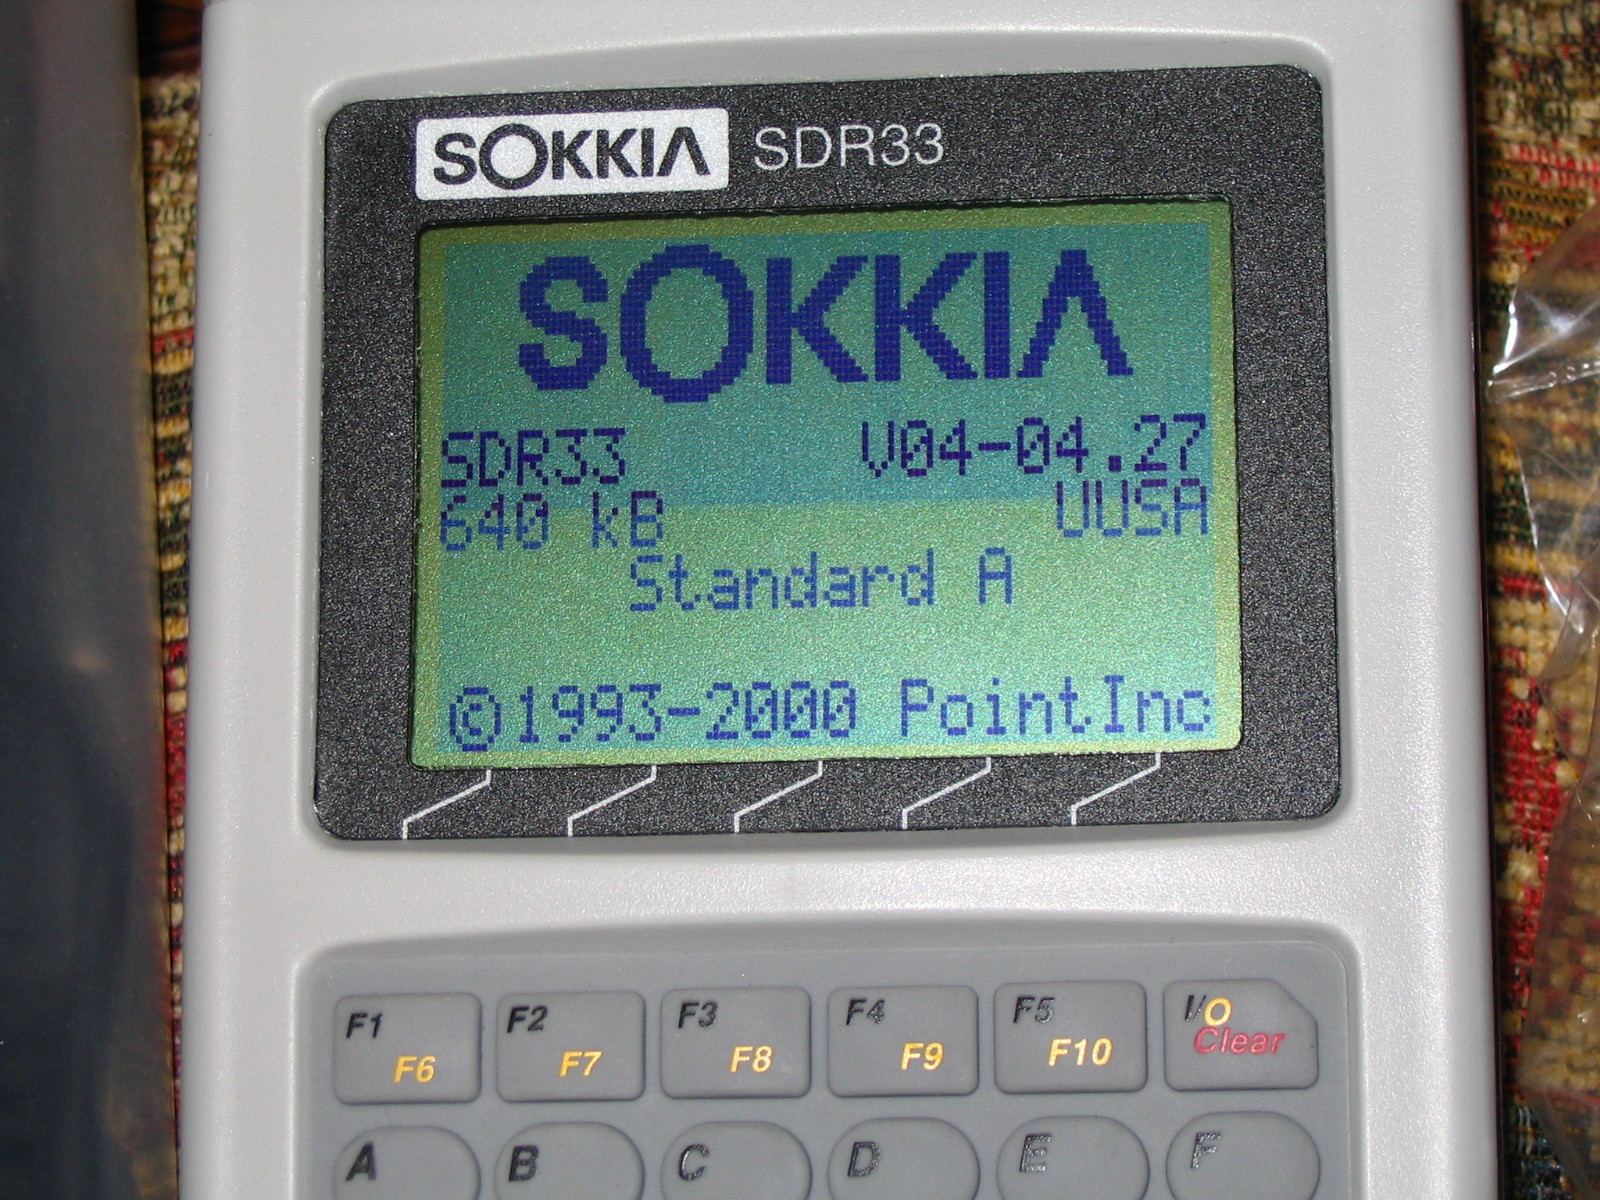 SOKKIA SDR33
SOKKIA
SDR33 V04-04.27
640 kB UUSA
Standard A
©1993-2000 PointInc
F1 F2 F3 F4 F5 I/O
F6 F7 F8 F9 F10 Clear
A B C D E F